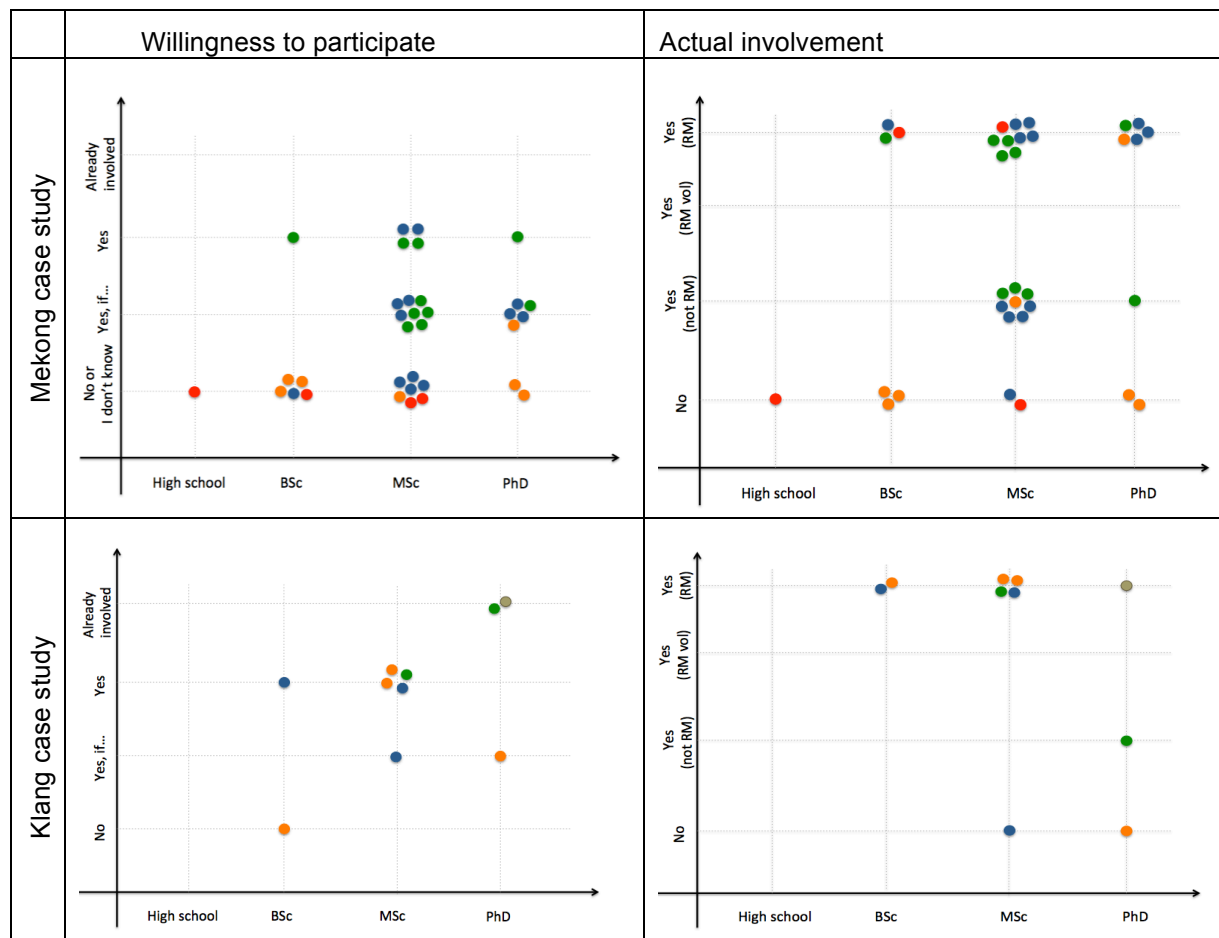 Willingness to participate
Actual involvement
Mekong case study
Already
involved
Yes
Yes, if...
No or
I don't know
High school
BSc
MSc
PhD
Yes
(RM)
Yes
(RM vol)
Yes
(not RM)
No
High school
BSc
MSc
PhD
Klang case study
Already
involved
Yes
Yes, if...
No
High school
BSc
MSc
PhD
Yes
(RM)
Yes
(RM vol)
Yes
(not RM)
No
High school
BSc
MSc
PhD